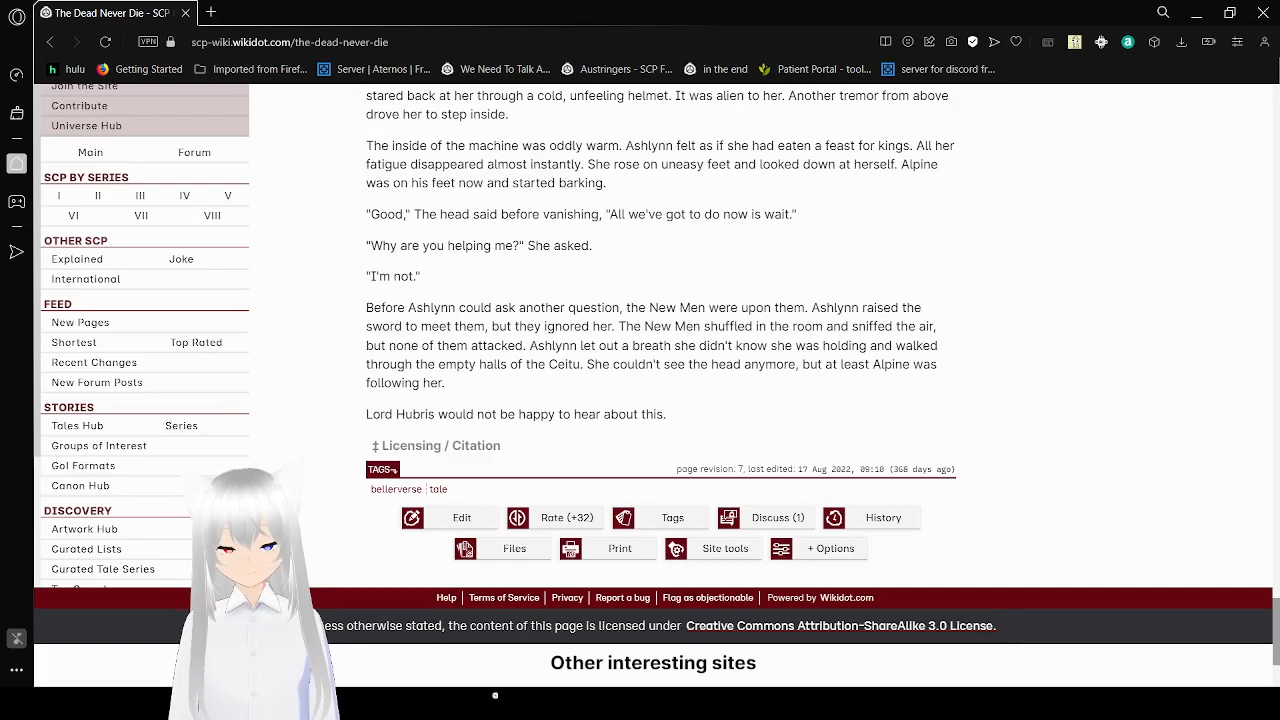 The Dead Never Die - SCP
scp-wiki.wikidot.com/the-dead-never-die
VPN
hulu
Getting Started
Imported from Firef...
Server | Aternos | Fr...
We Need To Talk A...
Austringers - SCP F...
in the end
Patient Portal - tool...
server for discord fr...
Join the Site
Contribute
Universe Hub
Main Forum
SCP BY SERIES
I II III IV V
VI VII VIII
OTHER SCP
Explained Joke
International
FEED
New Pages
Shortest Top Rated
Recent Changes
New Forum Posts
STORIES
Tales Hub Series
Groups of Interest
GoI Formats
Canon Hub
DISCOVERY
Artwork Hub
Curated Lists
Curated Tale Series
stared back at her through a cold, unfeeling helmet. It was alien to her. Another tremor from above
drove her to step inside.
The inside of the machine was oddly warm. Ashlynn felt as if she had eaten a feast for kings. All her
fatigue disappeared almost instantly. She rose on uneasy feet and looked down at herself. Alpine
was on his feet now and started barking.
"Good," The head said before vanishing, "All we've got to do now is wait."
"Why are you helping me?" She asked.
"I'm not."
Before Ashlynn could ask another question, the New Men were upon them. Ashlynn raised the
sword to meet them, but they ignored her. The New Men shuffled in the room and sniffed the air,
but none of them attacked. Ashlynn let out a breath she didn't know she was holding and walked
through the empty halls of the Ceitu. She couldn't see the head anymore, but at least Alpine was
following her.
Lord Hubris would not be happy to hear about this.
‡ Licensing / Citation
TAGS
page revision: 7, last edited: 17 Aug 2022, 09:10 (368 days ago)
bellerverse tale
Edit Rate (+32) Tags Discuss (1) History
Files Print Site tools + Options
Help | Terms of Service | Privacy | Report a bug | Flag as objectionable | Powered by Wikidot.com
ess otherwise stated, the content of this page is licensed under Creative Commons Attribution-ShareAlike 3.0 License.
Other interesting sites